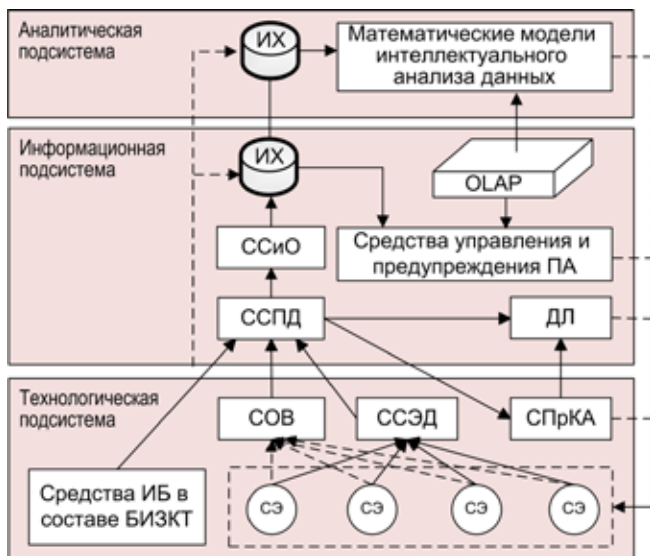 Аналитическая
подсистема
ИХ
Математические модели
интеллектуального
анализа данных
Информационная
подсистема
ИХ
OLAP
ССиО
Средства управления и
предупреждения ПА
ССПД
ДЛ
Технологическая
подсистема
СОВ
ССЭД
СПрКА
Средства ИБ в
составе БИЗКТ
СЭ
СЭ
СЭ
СЭ